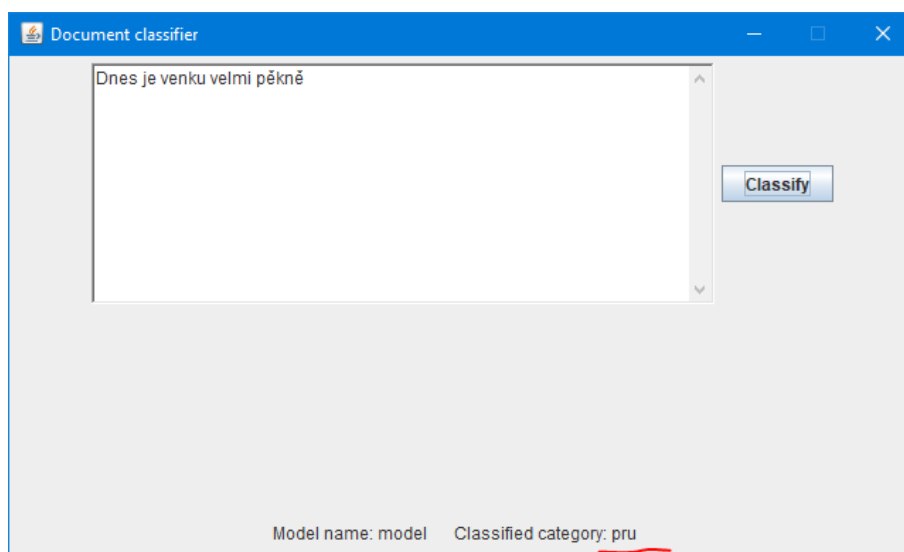 Document classifier
Dnes je venku velmi pěkně
Classify
Model name: model Classified category: pru